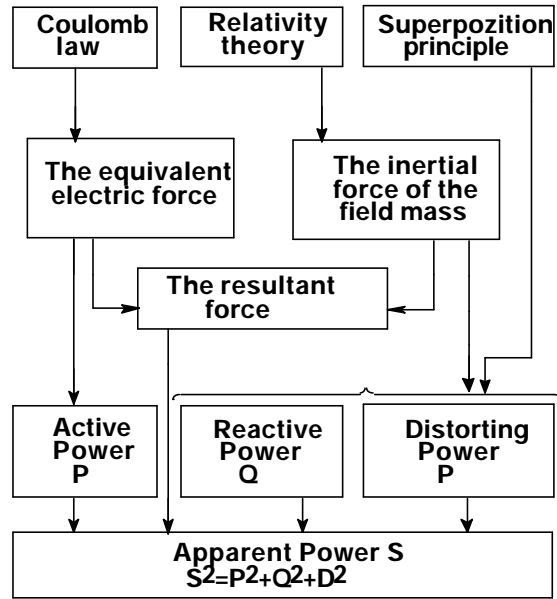 Coulomb
law
Relativity
theory
Superpozition
principle
The equivalent
electric force
The inertial
force of the
field mass
The resultant
force
Active
Power
P
Reactive
Power
Q
Distorting
Power
P
Apparent Power S
S²=P²+Q²+D²